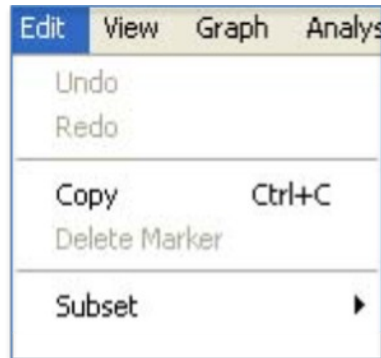 Edit View Graph Analys
Undo
Redo
Copy Ctrl+C
Delete Marker
Subset